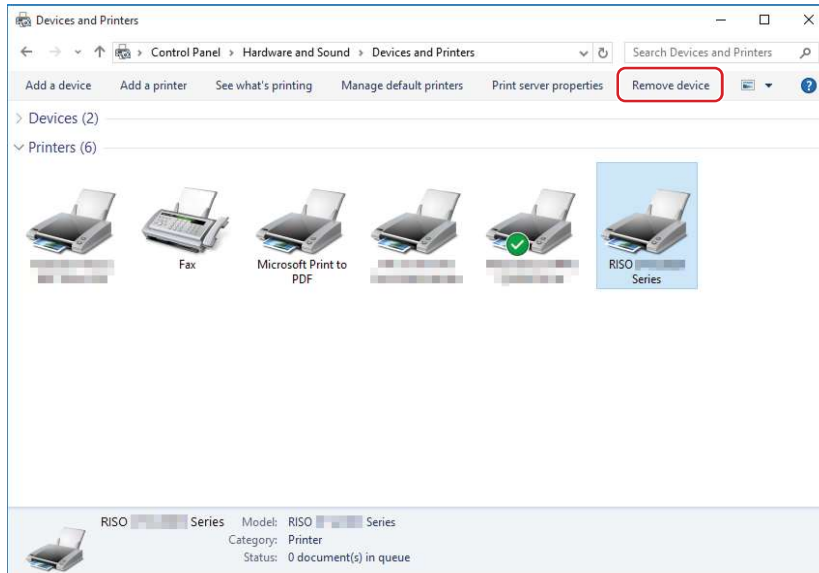 Devices and Printers
Control Panel > Hardware and Sound > Devices and Printers
Search Devices and Printers
Add a device
Add a printer
See what's printing
Manage default printers
Print server properties
Remove device
Devices (2)
Printers (6)
Fax
Microsoft Print to
PDF
RISO
Series
RISO Series
Model: RISO Series
Category: Printer
Status: 0 document(s) in queue